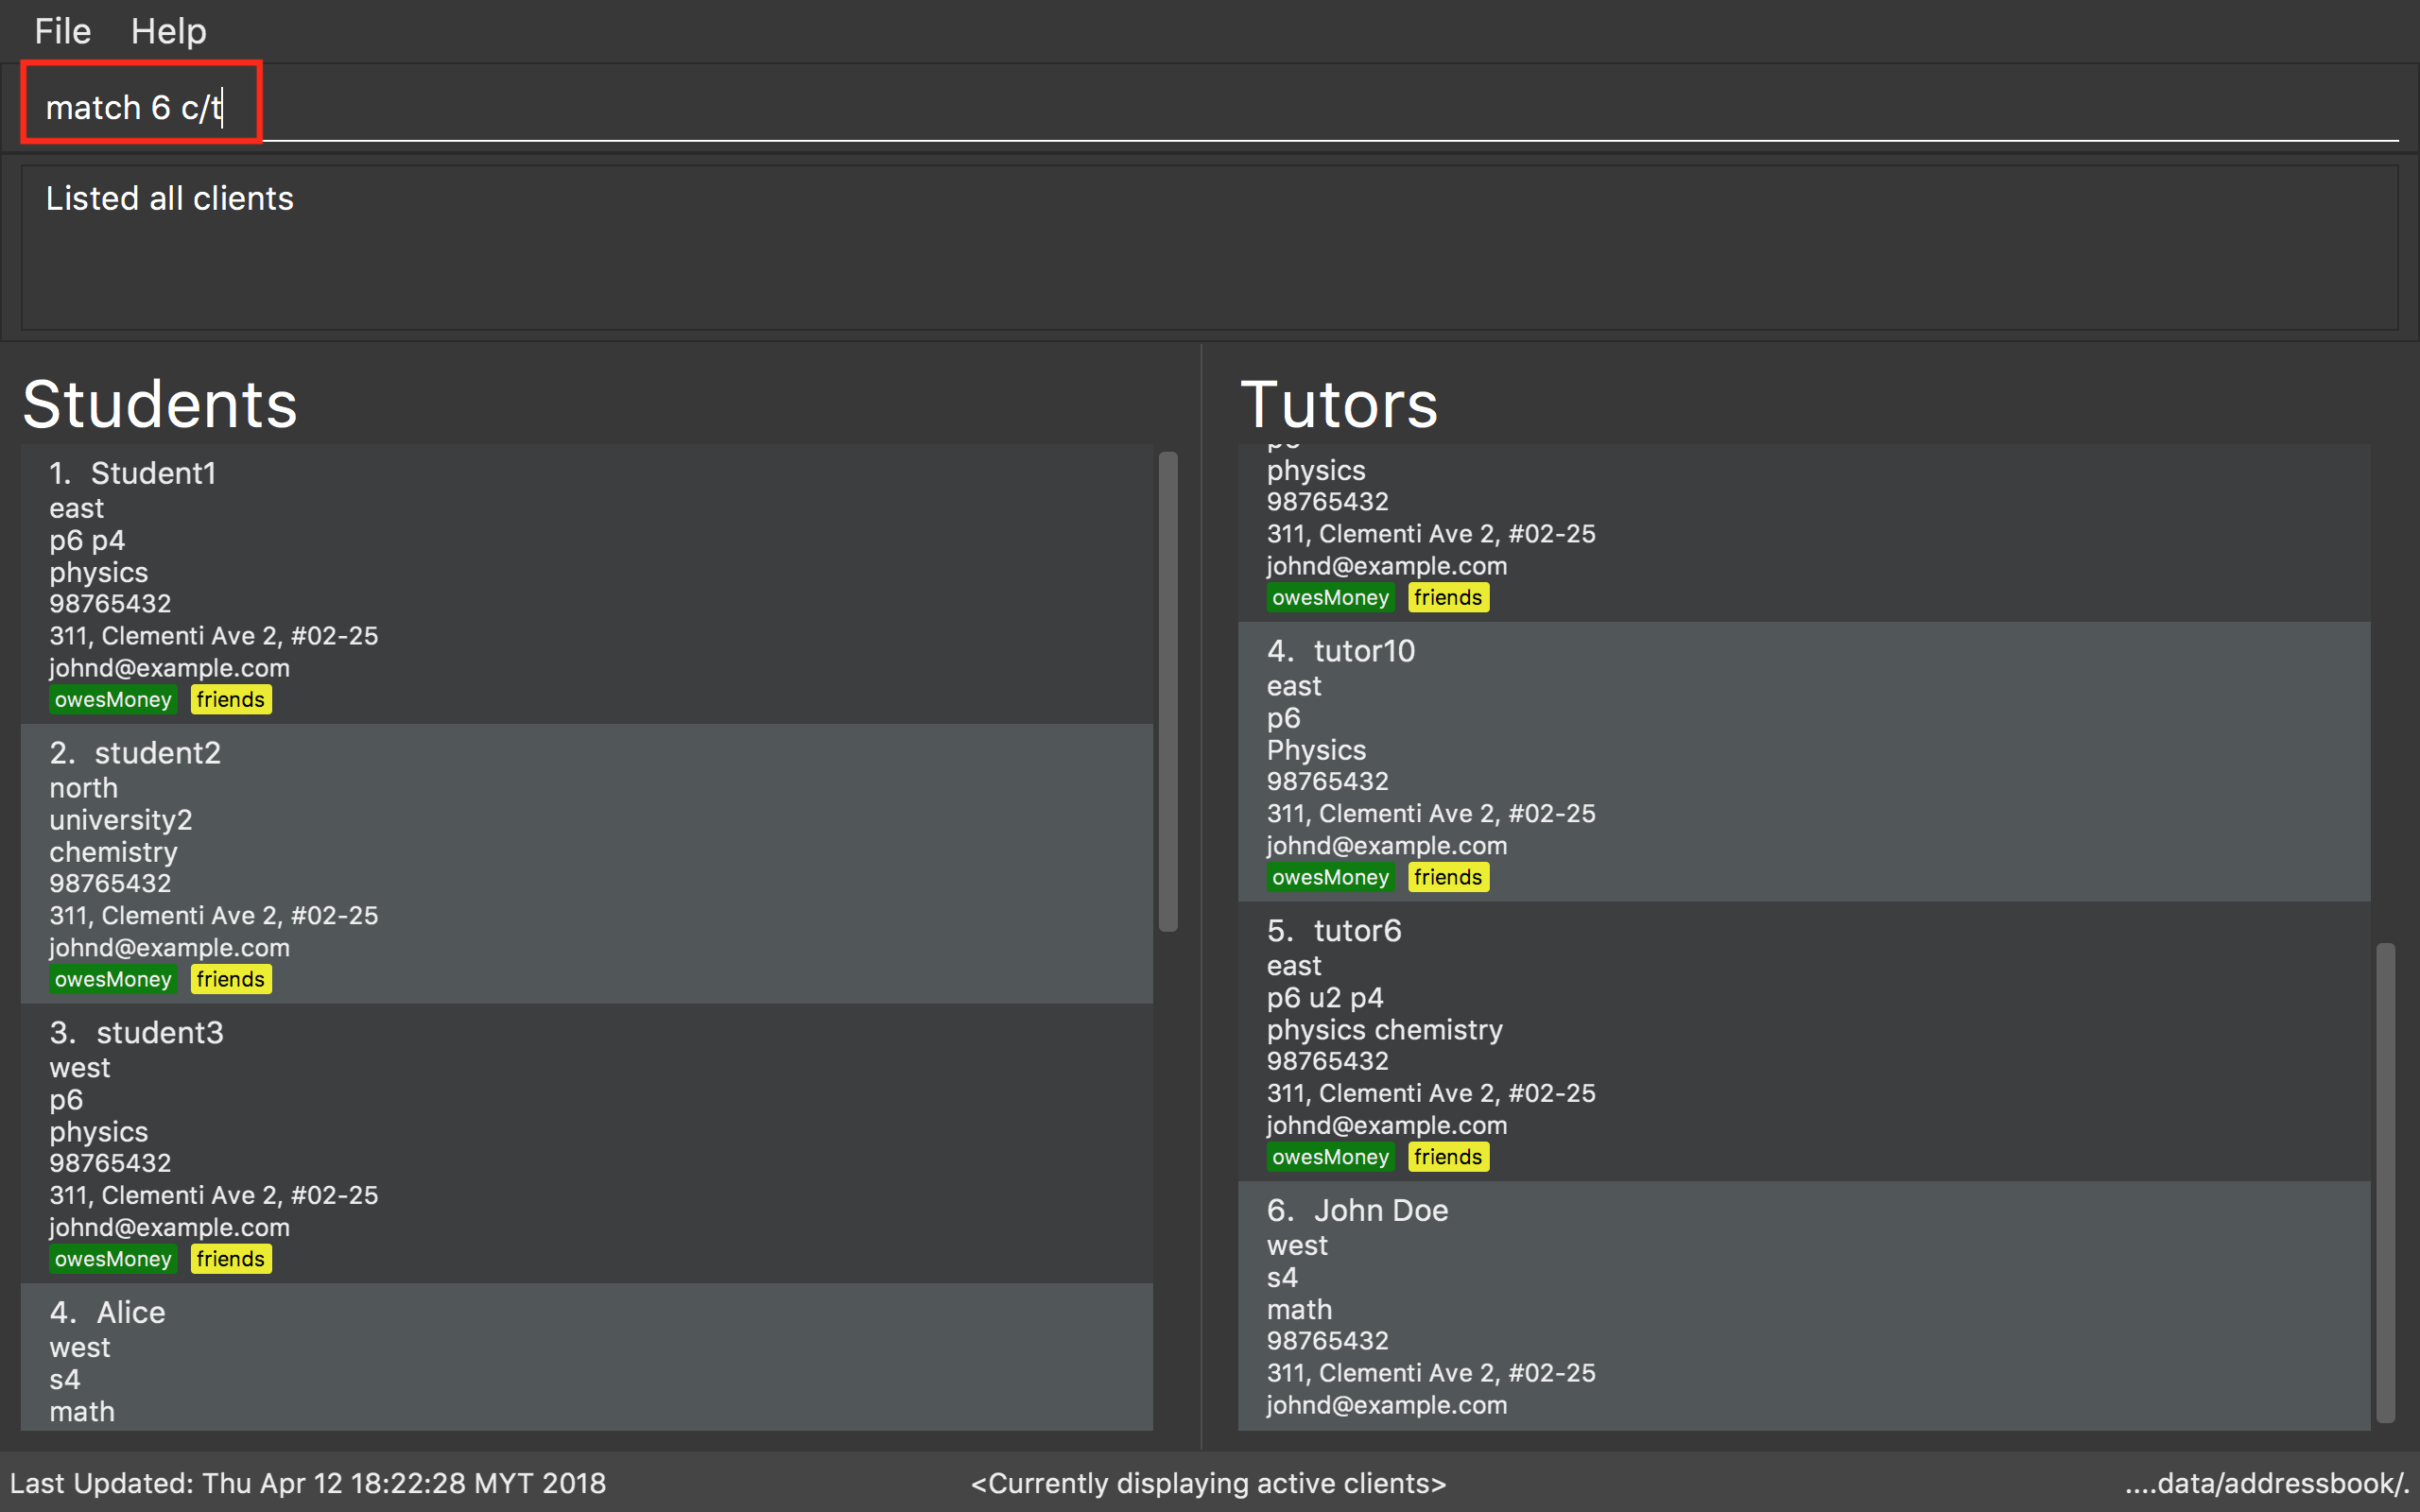 File Help
match 6 c/t
Listed all clients
Students
1. Student1
east
p6 p4
physics
98765432
311, Clementi Ave 2, #02-25
johnd@example.com
owesMoney friends
2. student2
north
university2
chemistry
98765432
311, Clementi Ave 2, #02-25
johnd@example.com
owesMoney friends
3. student3
west
p6
physics
98765432
311, Clementi Ave 2, #02-25
johnd@example.com
owesMoney friends
4. Alice
west
s4
math
Tutors
physics
98765432
311, Clementi Ave 2, #02-25
johnd@example.com
owesMoney friends
4. tutor10
east
p6
Physics
98765432
311, Clementi Ave 2, #02-25
johnd@example.com
owesMoney friends
5. tutor6
east
p6 u2 p4
physics chemistry
98765432
311, Clementi Ave 2, #02-25
johnd@example.com
owesMoney friends
6. John Doe
west
s4
math
98765432
311, Clementi Ave 2, #02-25
johnd@example.com
Last Updated: Thu Apr 12 18:22:28 MYT 2018
<Currently displaying active clients>
....data/addressbook/.